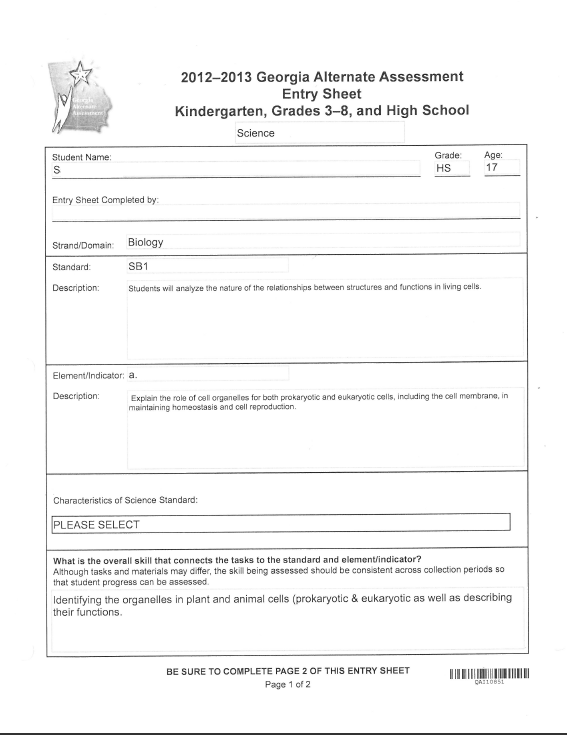 Georgia
Alternate
Assessment
2012–2013 Georgia Alternate Assessment
Entry Sheet
Kindergarten, Grades 3–8, and High School
Science
Student Name: Grade: Age:
S HS 17
Entry Sheet Completed by:
Strand/Domain: Biology
Standard: SB1
Description: Students will analyze the nature of the relationships between structures and functions in living cells.
Element/Indicator: a.
Description: Explain the role of cell organelles for both prokaryotic and eukaryotic cells, including the cell membrane, in
maintaining homeostasis and cell reproduction.
Characteristics of Science Standard:
PLEASE SELECT
What is the overall skill that connects the tasks to the standard and element/indicator?
Although tasks and materials may differ, the skill being assessed should be consistent across collection periods so
that student progress can be assessed.
Identifying the organelles in plant and animal cells (prokaryotic & eukaryotic as well as describing
their functions.
BE SURE TO COMPLETE PAGE 2 OF THIS ENTRY SHEET
Page 1 of 2